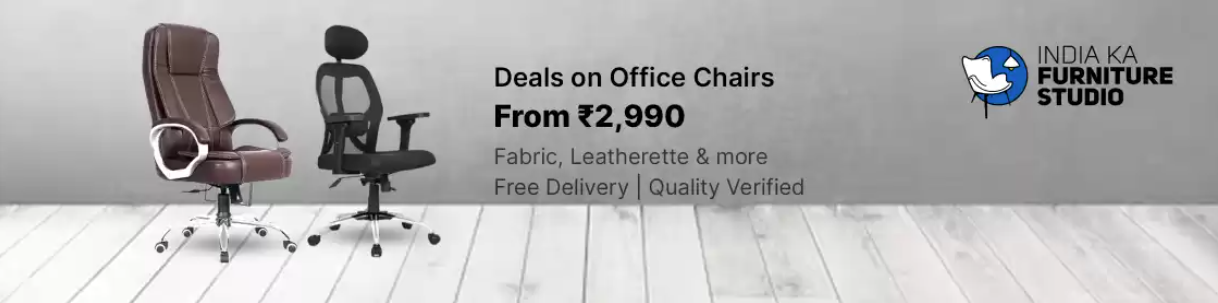 Deals on Office Chairs
From ₹2,990
Fabric, Leatherette & more
Free Delivery | Quality Verified
INDIA KA
FURNITURE
STUDIO